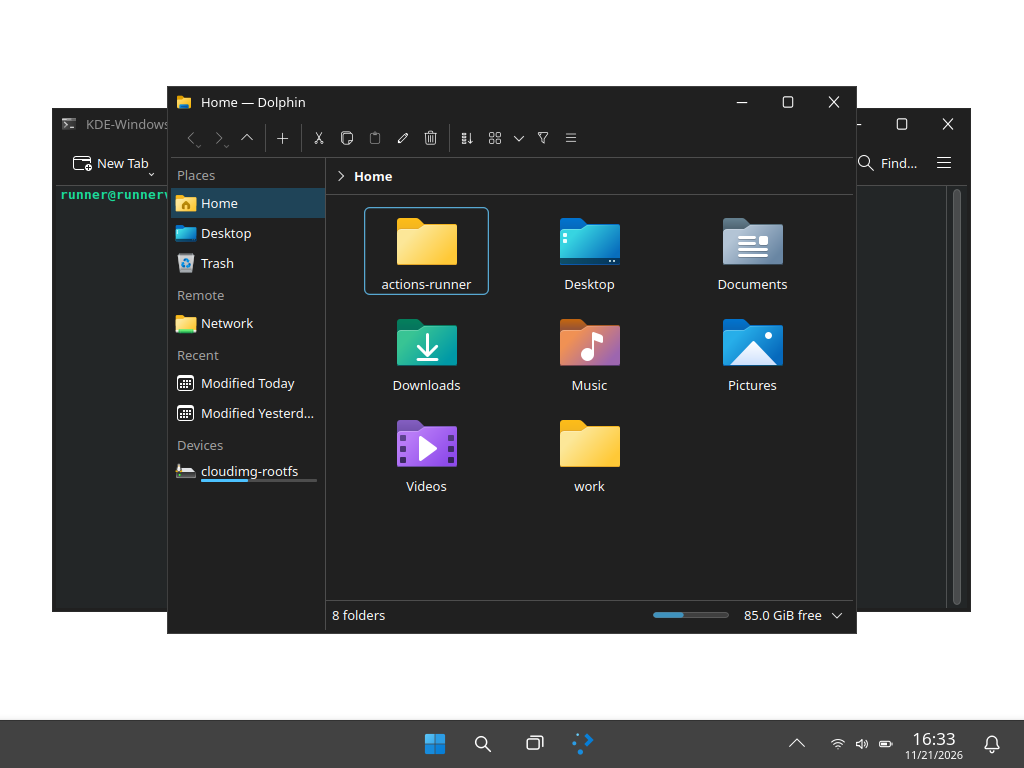 Home — Dolphin
KDE-Windows
New Tab
Find...
runner@runner
Places
Home
Desktop
Trash
Remote
Network
Recent
Modified Today
Modified Yesterd...
Devices
cloudimg-rootfs
Home
actions-runner
Desktop
Documents
Downloads
Music
Pictures
Videos
work
8 folders
85.0 GiB free
16:33
11/21/2026